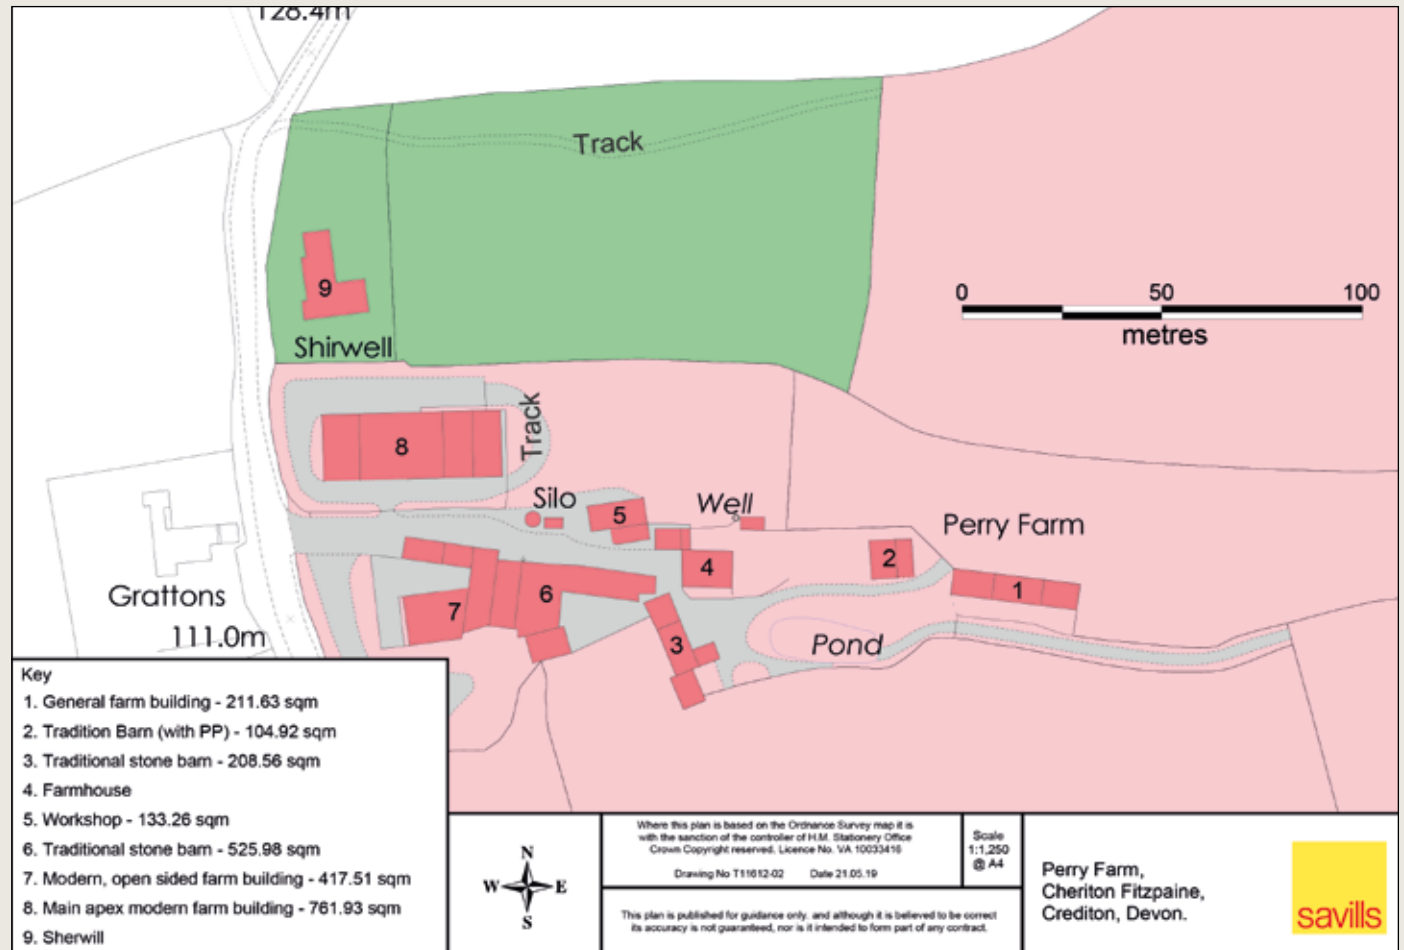 128.4m
Track
9
0 50 100
metres
Shirwell
Track
8
Silo
Well
5
Perry Farm
2
4
1
Grattons
6
7
111.0m
3
Pond
Key
1. General farm building - 211.63 sqm
2. Tradition Barn (with PP) - 104.92 sqm
3. Traditional stone barn - 208.56 sqm
4. Farmhouse
5. Workshop - 133.26 sqm
6. Traditional stone barn - 525.98 sqm
7. Modern, open sided farm building - 417.51 sqm
8. Main apex modern farm building - 761.93 sqm
9. Sherwill
N
W E
S
Where this plan is based on the Ordnance Survey map it is
with the sanction of the controller of H.M. Stationery Office
Crown Copyright reserved. Licence No. VA 10033416
Drawing No T11612-02 Date 21.05.19
This plan is published for guidance only, and although it is believed to be correct
its accuracy is not guaranteed, nor is it intended to form part of any contract.
Scale
1:1,250
@ A4
Perry Farm,
Cheriton Fitzpaine,
Crediton, Devon.
savills